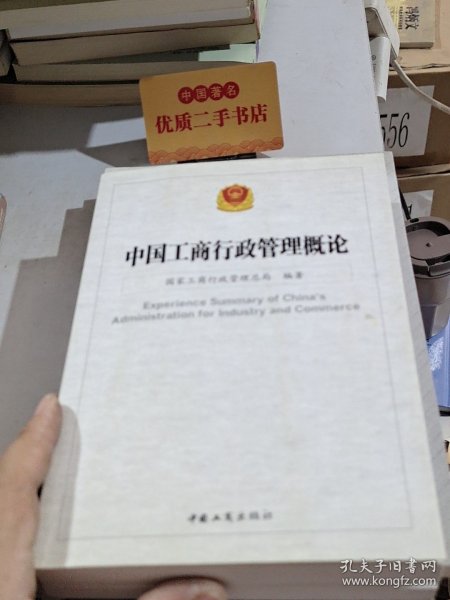 中国著名
优质二手书店
556
中国工商行政管理概论
国家工商行政管理总局 编著
Experience Summary of China's
Administration for Industry and Commerce
中国工商出版社
孔夫子旧书网
www.kongfz.com